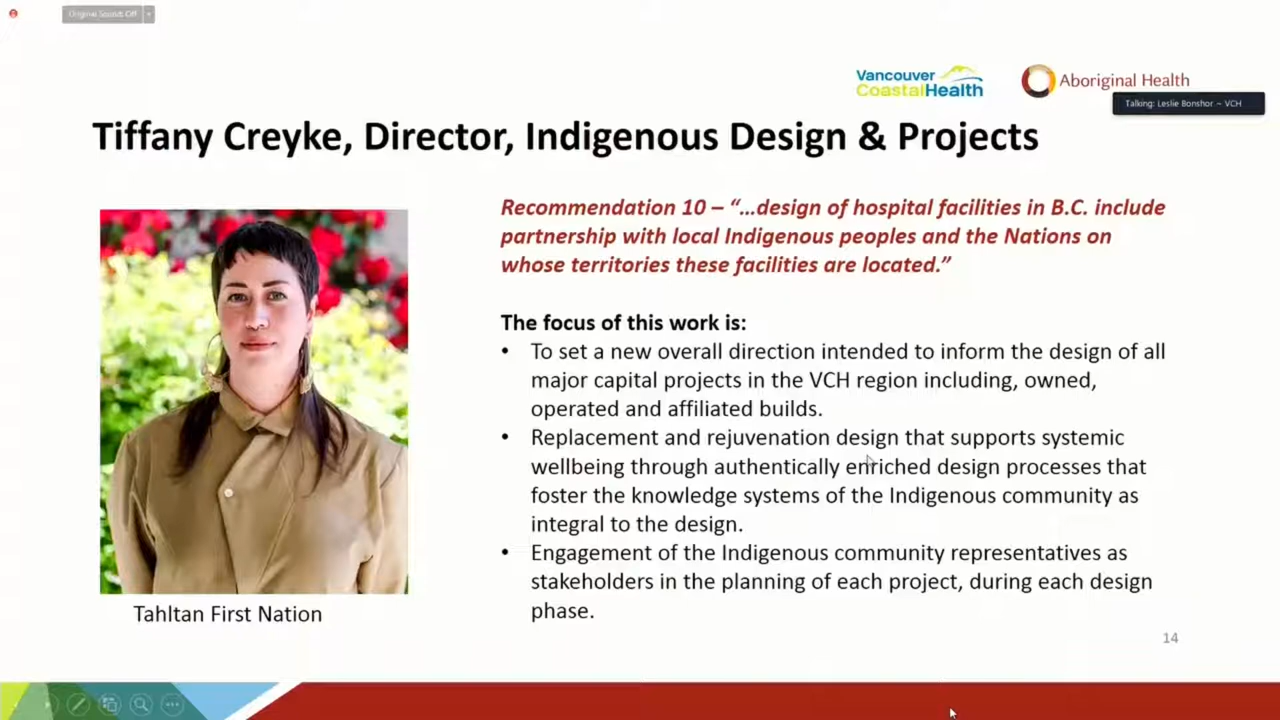 Original Sound: Off
Vancouver
CoastalHealth
Aboriginal Health
Talking: Leslie Bonshor ~ VCH
Tiffany Creyke, Director, Indigenous Design & Projects
Recommendation 10 – “…design of hospital facilities in B.C. include
partnership with local Indigenous peoples and the Nations on
whose territories these facilities are located.”
The focus of this work is:
• To set a new overall direction intended to inform the design of all
major capital projects in the VCH region including, owned,
operated and affiliated builds.
• Replacement and rejuvenation design that supports systemic
wellbeing through authentically enriched design processes that
foster the knowledge systems of the Indigenous community as
integral to the design.
• Engagement of the Indigenous community representatives as
stakeholders in the planning of each project, during each design
phase.
Tahltan First Nation
14